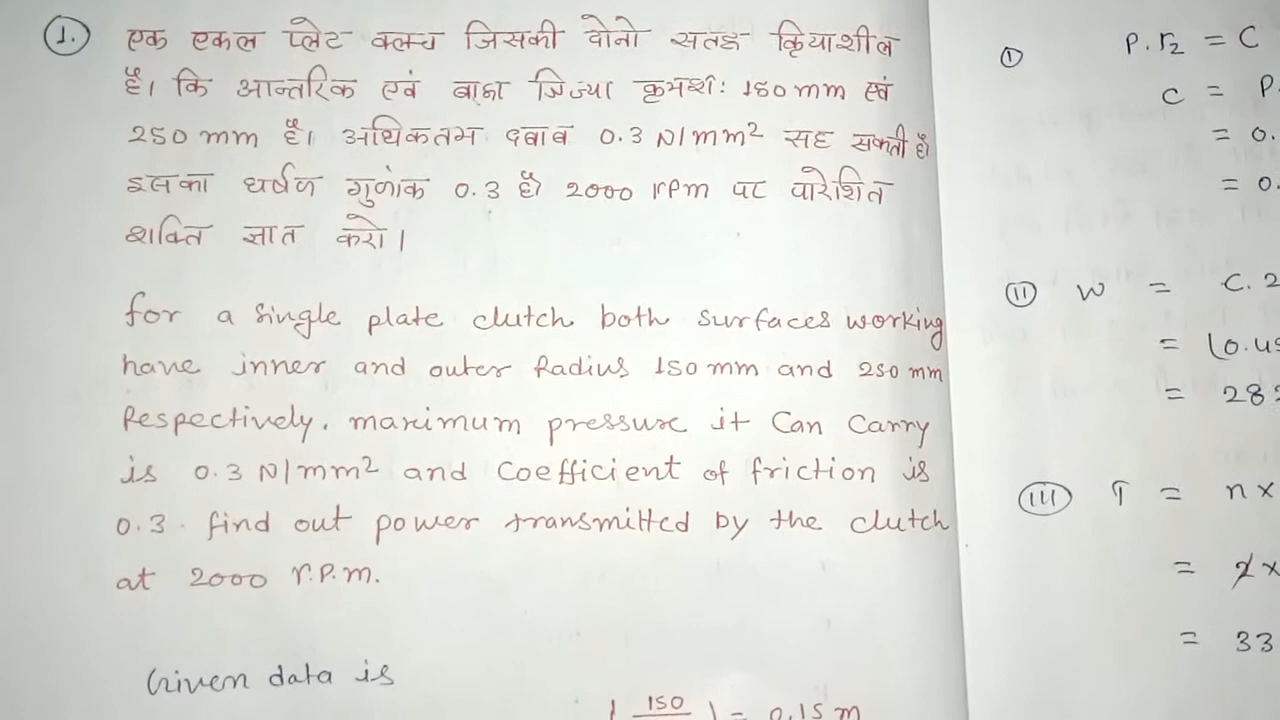 1. एक एकल प्लेट क्लच जिसकी दोनो सतह क्रियाशील
है। कि आन्तरिक एवं बाह्य त्रिज्या क्रमशः 150 mm एवं
250 mm है। अधिकतम दबाव 0.3 N/mm² सह सकती है
इसका घर्षण गुणांक 0.3 है 2000 rpm पर पारेशित
शक्ति ज्ञात करो।
for a single plate clutch both surfaces working
have inner and outer Radius 150 mm and 250 mm
Respectively. maximum pressure it Can Carry
is 0.3 N/mm² and Coefficient of friction is
0.3. find out power transmitted by the clutch
at 2000 r.p.m.
Given data is
150 = 0.15 m
I p.r₂ = C
C = P.
= 0.
= 0.
II W = C. 2
= (0.
= 28
III T = n x
= 2 x
= 33